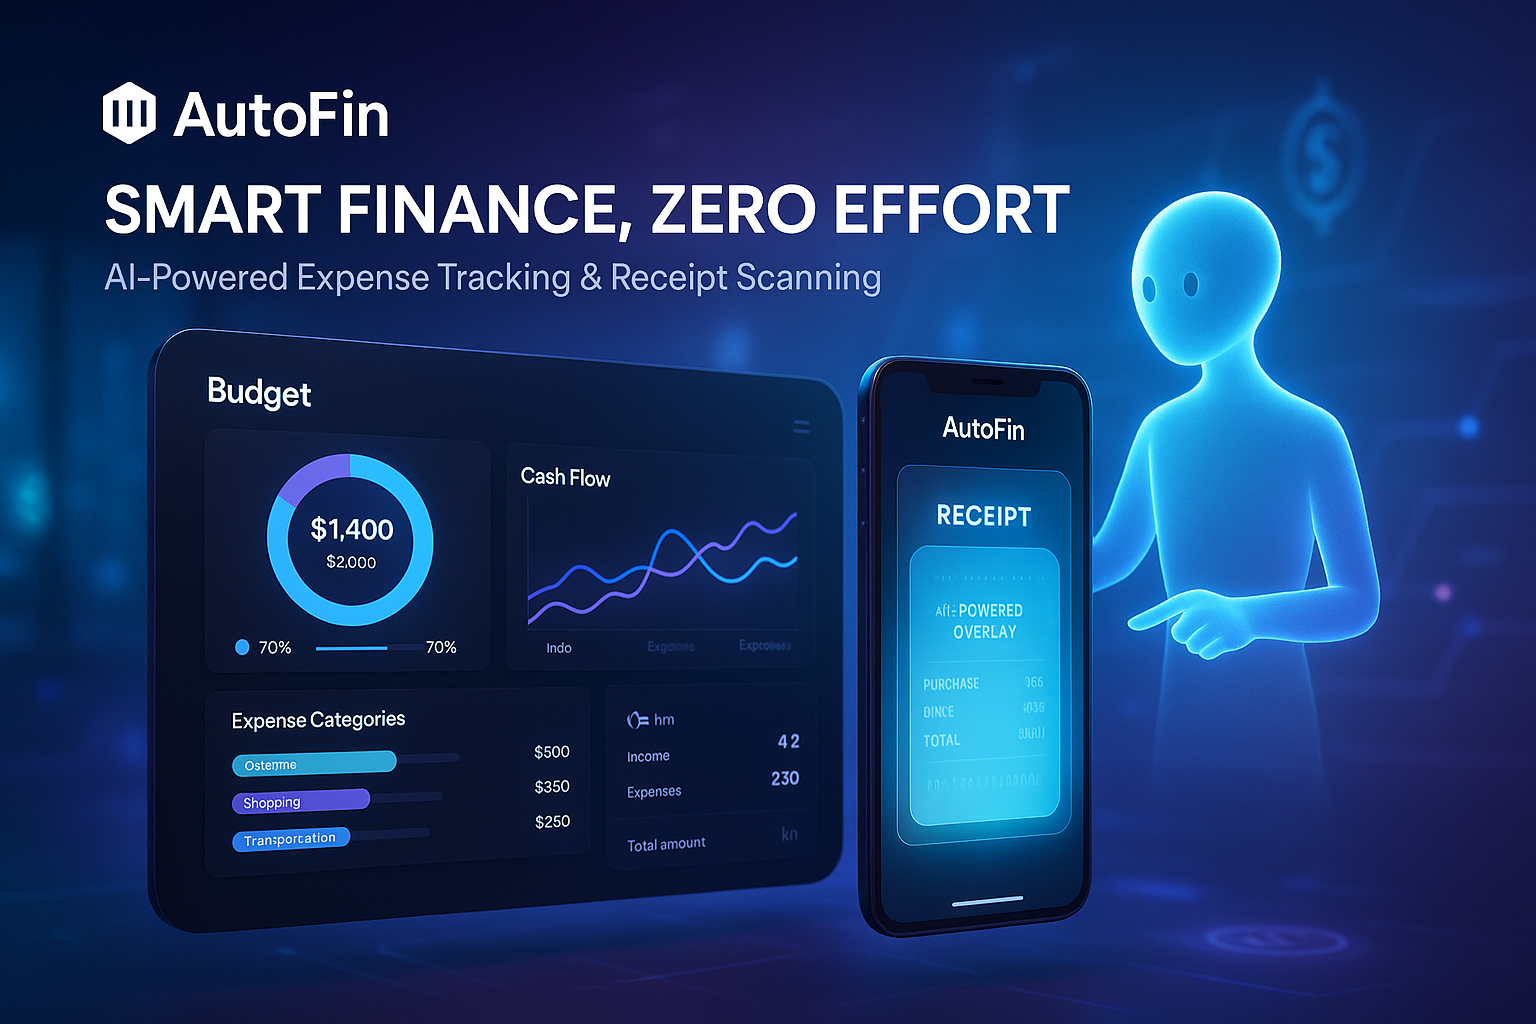 AutoFin
SMART FINANCE, ZERO EFFORT
AI-Powered Expense Tracking & Receipt Scanning
Budget
$1,400
$2,000
70%
70%
Cash Flow
Indo
Expense Categories
$500
Shopping
$350
Transporcation
$250
hm
Income
42
Expenses
230
Total amount
kn
AutoFin
RECEIPT
POWERED
OVERLAY
PURCHASE
BINCE
TOTAL